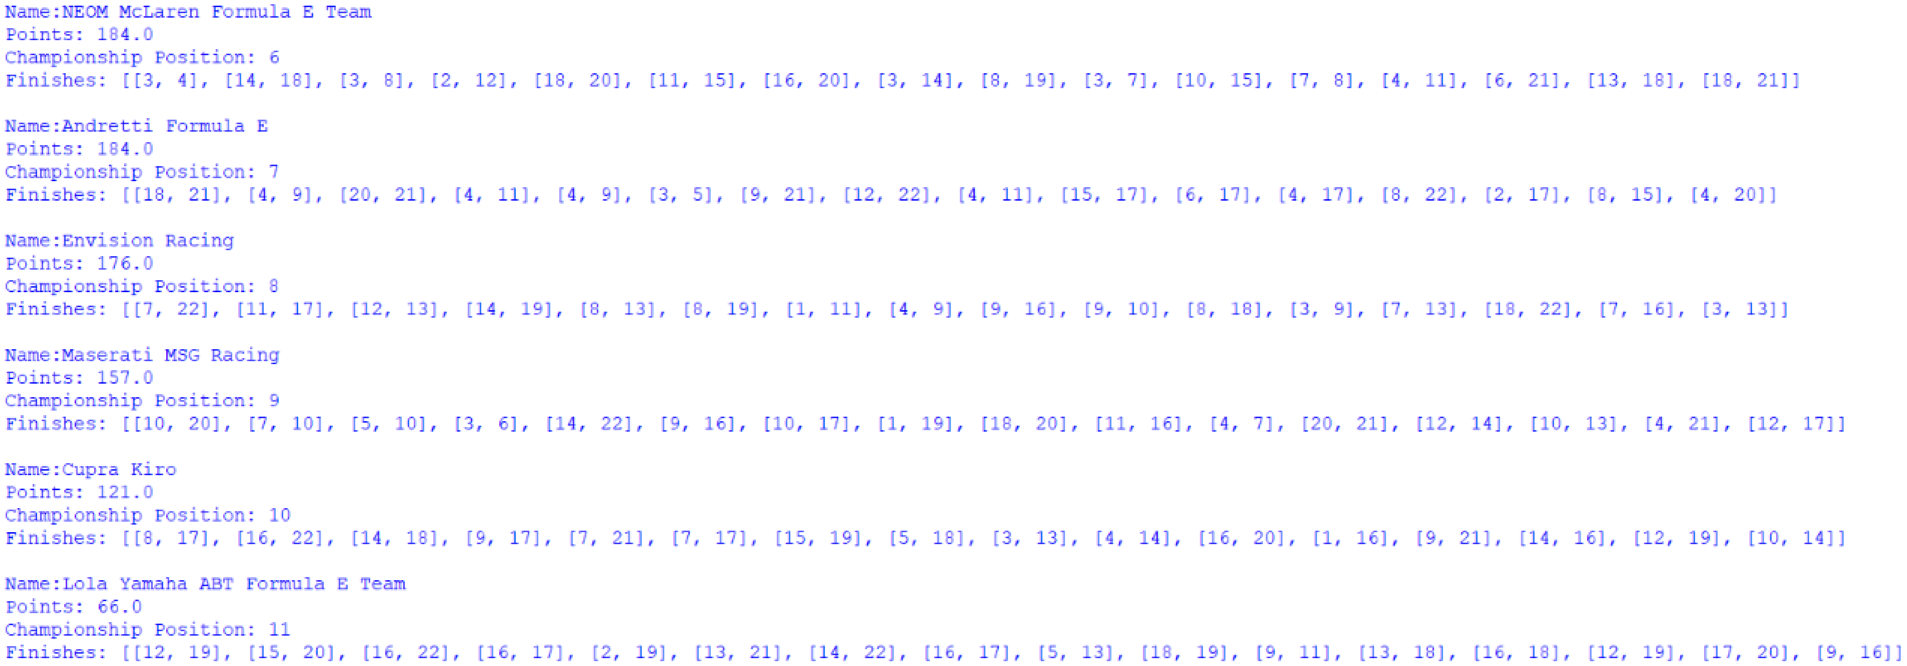 Name:NEOM McLaren Formula E Team
Points: 184.0
Championship Position: 6
Finishes: [[3, 4], [14, 18], [3, 8], [2, 12], [18, 20], [11, 15], [16, 20], [3, 14], [8, 19], [3, 7], [10, 15], [7, 8], [4, 11], [6, 21], [13, 18], [18, 21]]
Name:Andretti Formula E
Points: 184.0
Championship Position: 7
Finishes: [[18, 21], [4, 9], [20, 21], [4, 11], [4, 9], [3, 5], [9, 21], [12, 22], [4, 11], [15, 17], [6, 17], [4, 17], [8, 22], [2, 17], [8, 15], [4, 20]]
Name:Envision Racing
Points: 176.0
Championship Position: 8
Finishes: [[7, 22], [11, 17], [12, 13], [14, 19], [8, 13], [8, 19], [1, 11], [4, 9], [9, 16], [9, 10], [8, 18], [3, 9], [7, 13], [18, 22], [7, 16], [3, 13]]
Name:Maserati MSG Racing
Points: 157.0
Championship Position: 9
Finishes: [[10, 20], [7, 10], [5, 10], [3, 6], [14, 22], [9, 16], [10, 17], [1, 19], [18, 20], [11, 16], [4, 7], [20, 21], [12, 14], [10, 13], [4, 21], [12, 17]]
Name:Cupra Kiro
Points: 121.0
Championship Position: 10
Finishes: [[8, 17], [16, 22], [14, 18], [9, 17], [7, 21], [7, 17], [15, 19], [5, 18], [3, 13], [4, 14], [16, 20], [1, 16], [9, 21], [14, 16], [12, 19], [10, 14]]
Name:Lola Yamaha ABT Formula E Team
Points: 66.0
Championship Position: 11
Finishes: [[12, 19], [15, 20], [16, 22], [16, 17], [2, 19], [13, 21], [14, 22], [16, 17], [5, 13], [18, 19], [9, 11], [13, 18], [16, 18], [12, 19], [17, 20], [9, 16]]